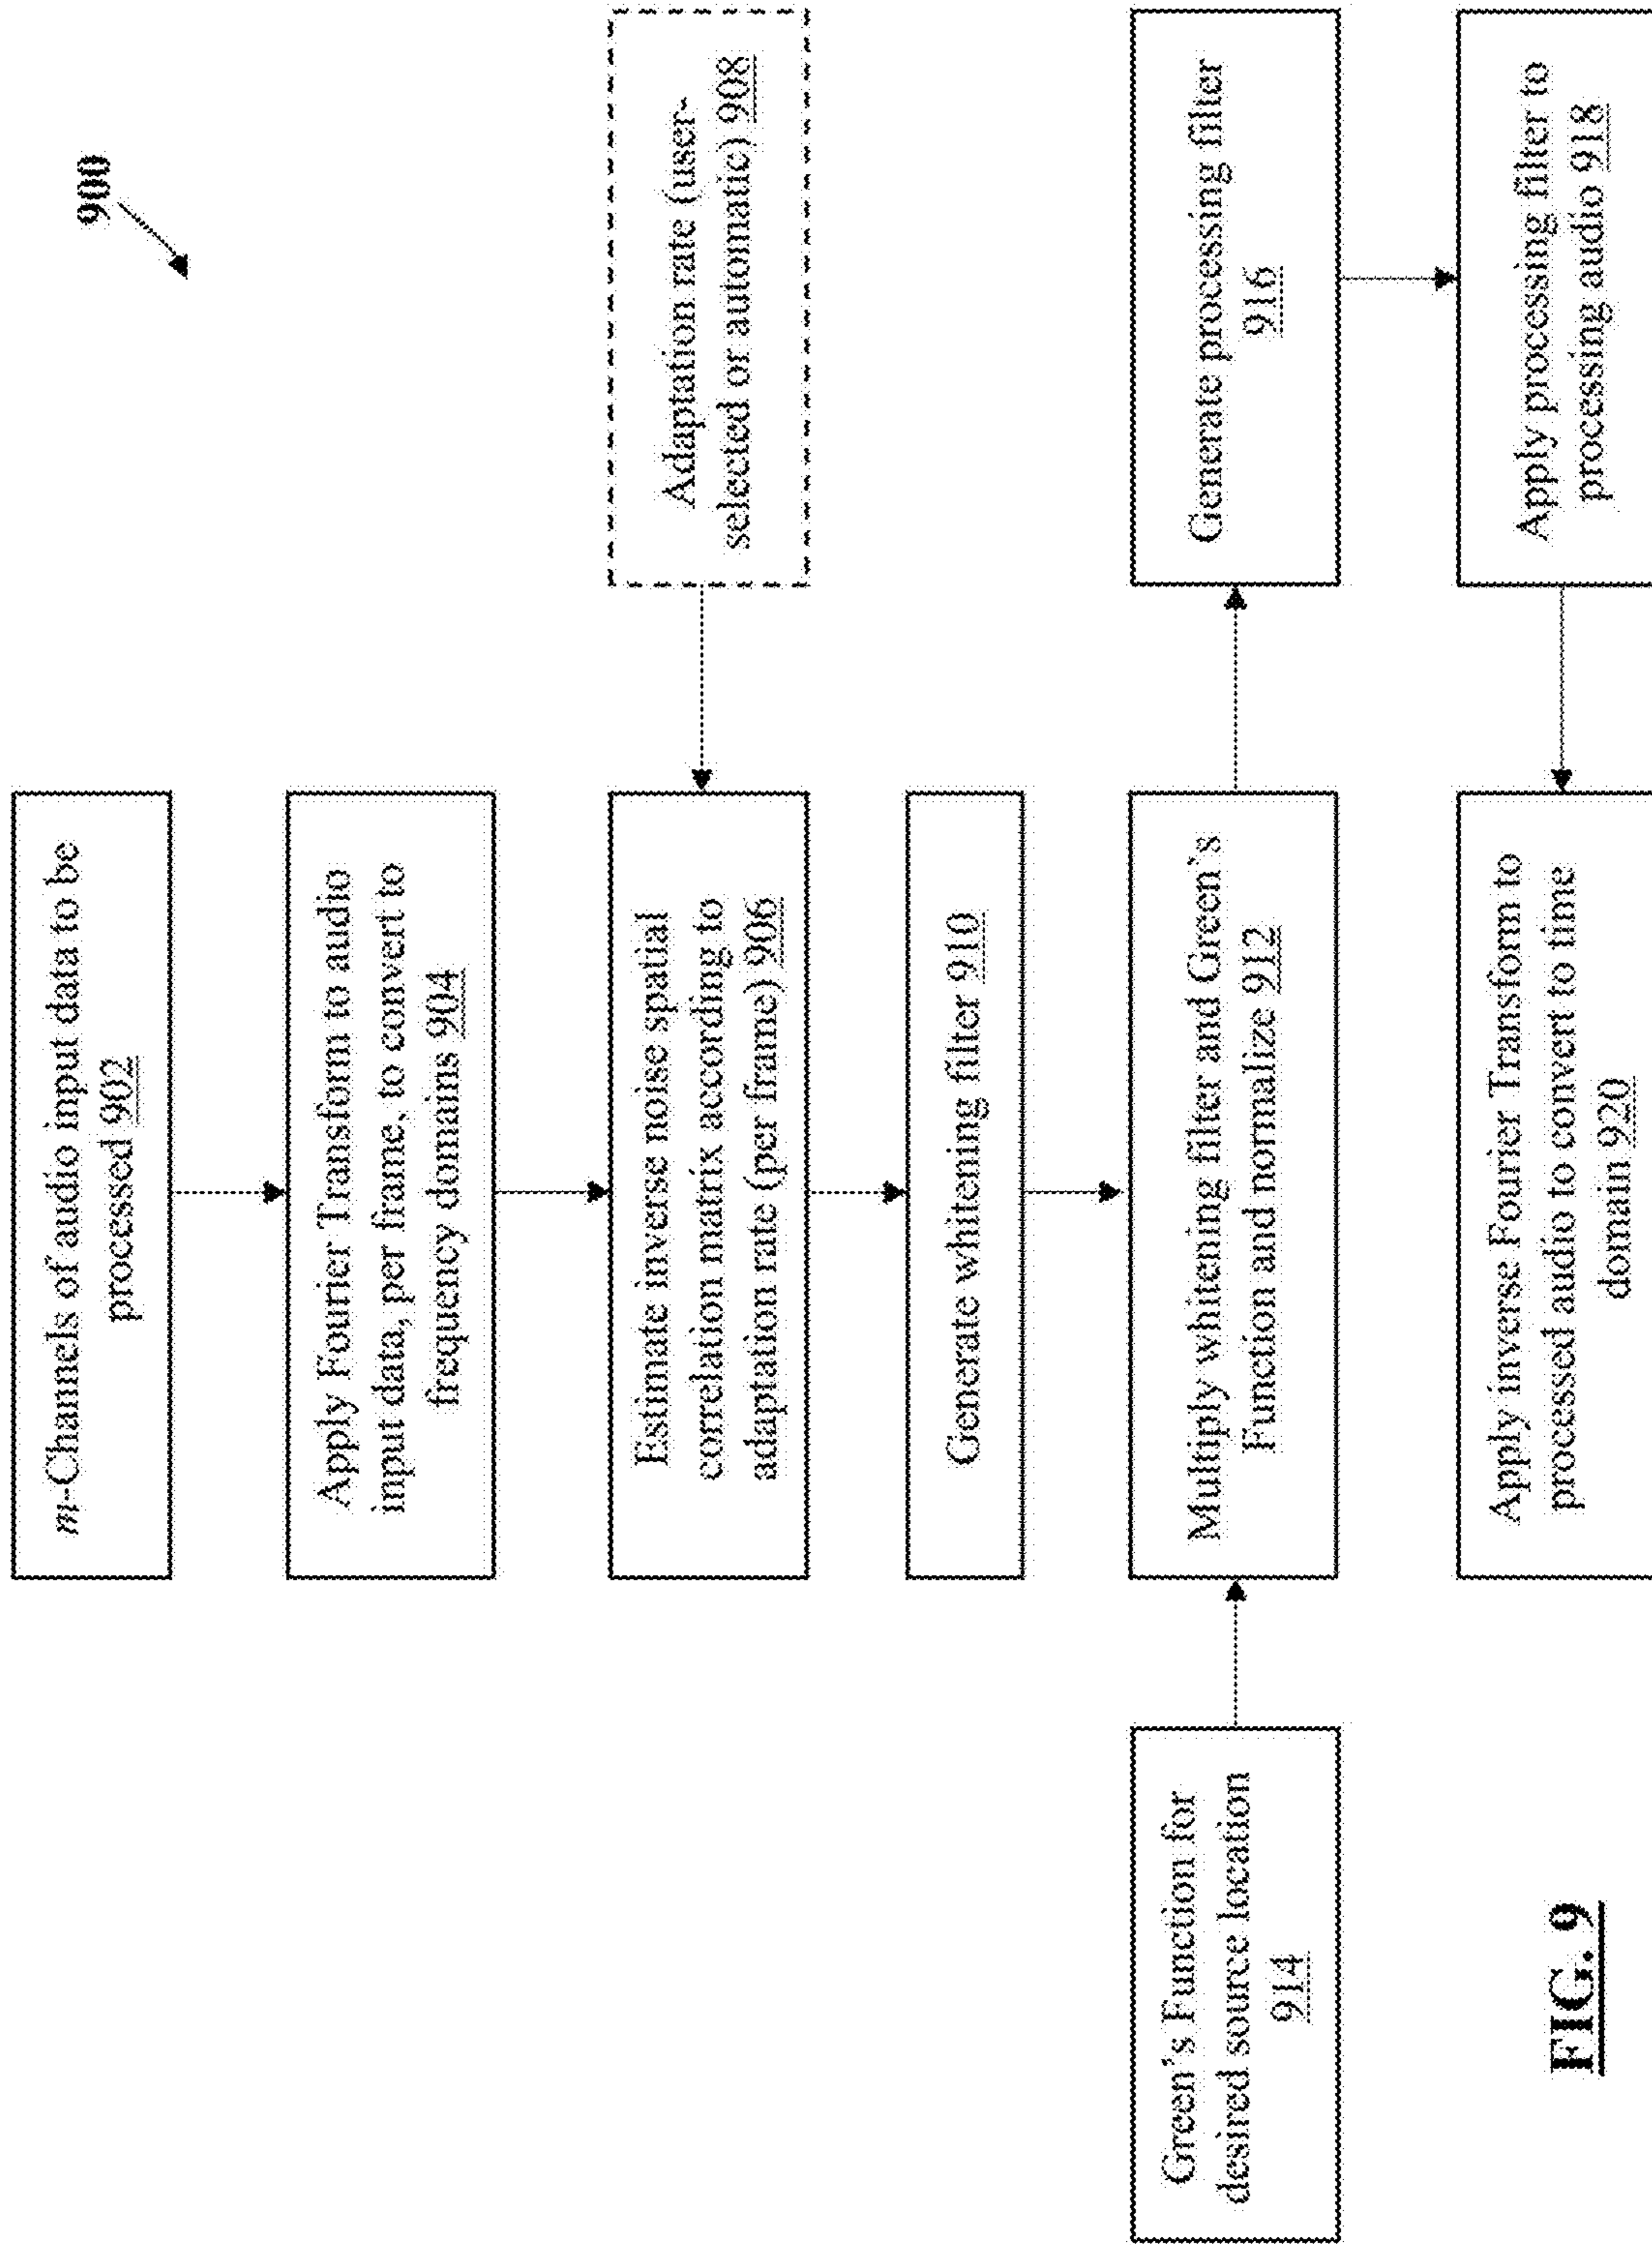 900
m-Channels of audio input data to be
processed 902
Apply Fourier Transform to audio
input data, per frame, to convert to
frequency domains 904
Estimate inverse noise spatial
correlation matrix according to
adaptation rate (per frame) 906
Adaptation rate (user-
selected or automatic) 908
Generate whitening filter 910
Green's Function for
desired source location
914
Multiply whitening filter and Green's
Function and normalize 912
Generate processing filter
916
Apply processing filter to
processing audio 918
Apply inverse Fourier Transform to
processed audio to convert to time
domain 920
FIG. 9